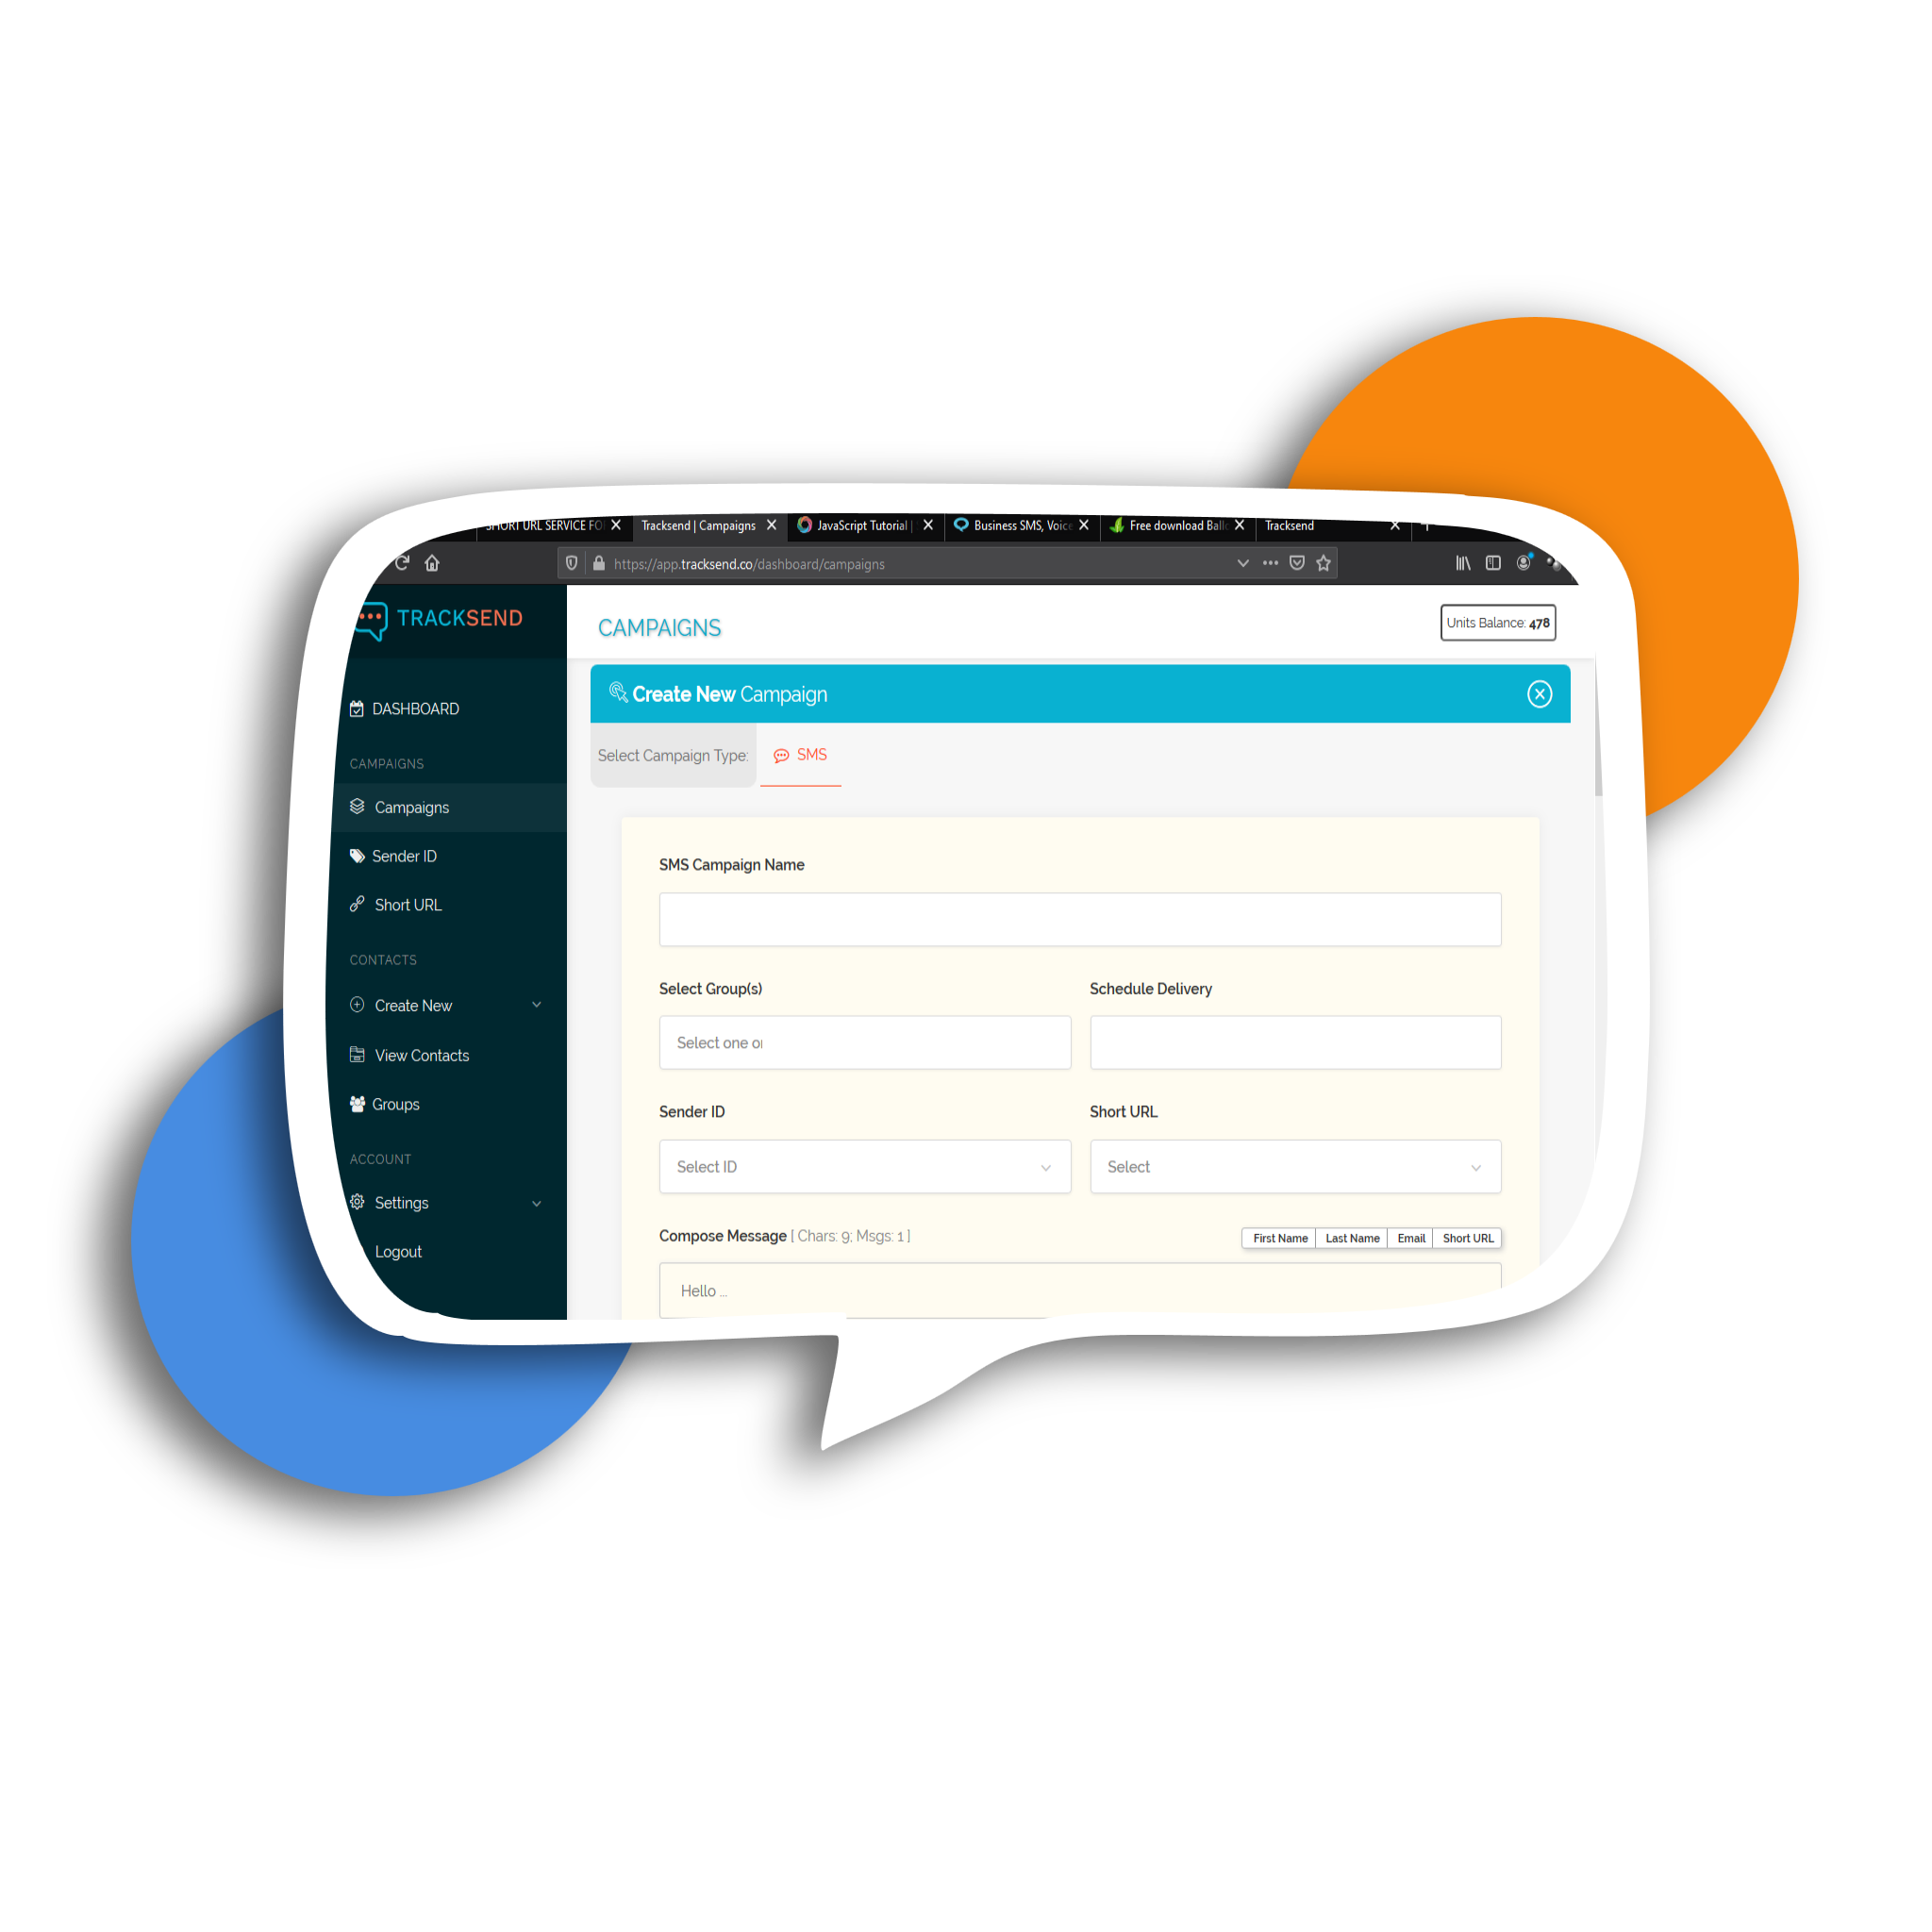 SHORT URL SERVICE FO
Tracksend | Campaigns
JavaScript Tutorial |
Business SMS, Voice
Free download Ball
Tracksend
https://app.tracksend.co/dashboard/campaigns
TRACKSEND
CAMPAIGNS
Units Balance: 478
DASHBOARD
CAMPAIGNS
Campaigns
Sender ID
Short URL
CONTACTS
Create New
View Contacts
Groups
ACCOUNT
Settings
Logout
Create New Campaign
Select Campaign Type:
SMS
SMS Campaign Name
Select Group(s)
Schedule Delivery
Select one or
Sender ID
Short URL
Select ID
Select
Compose Message [ Chars: 9; Msgs: 1 ]
First Name
Last Name
Email
Short URL
Hello ...